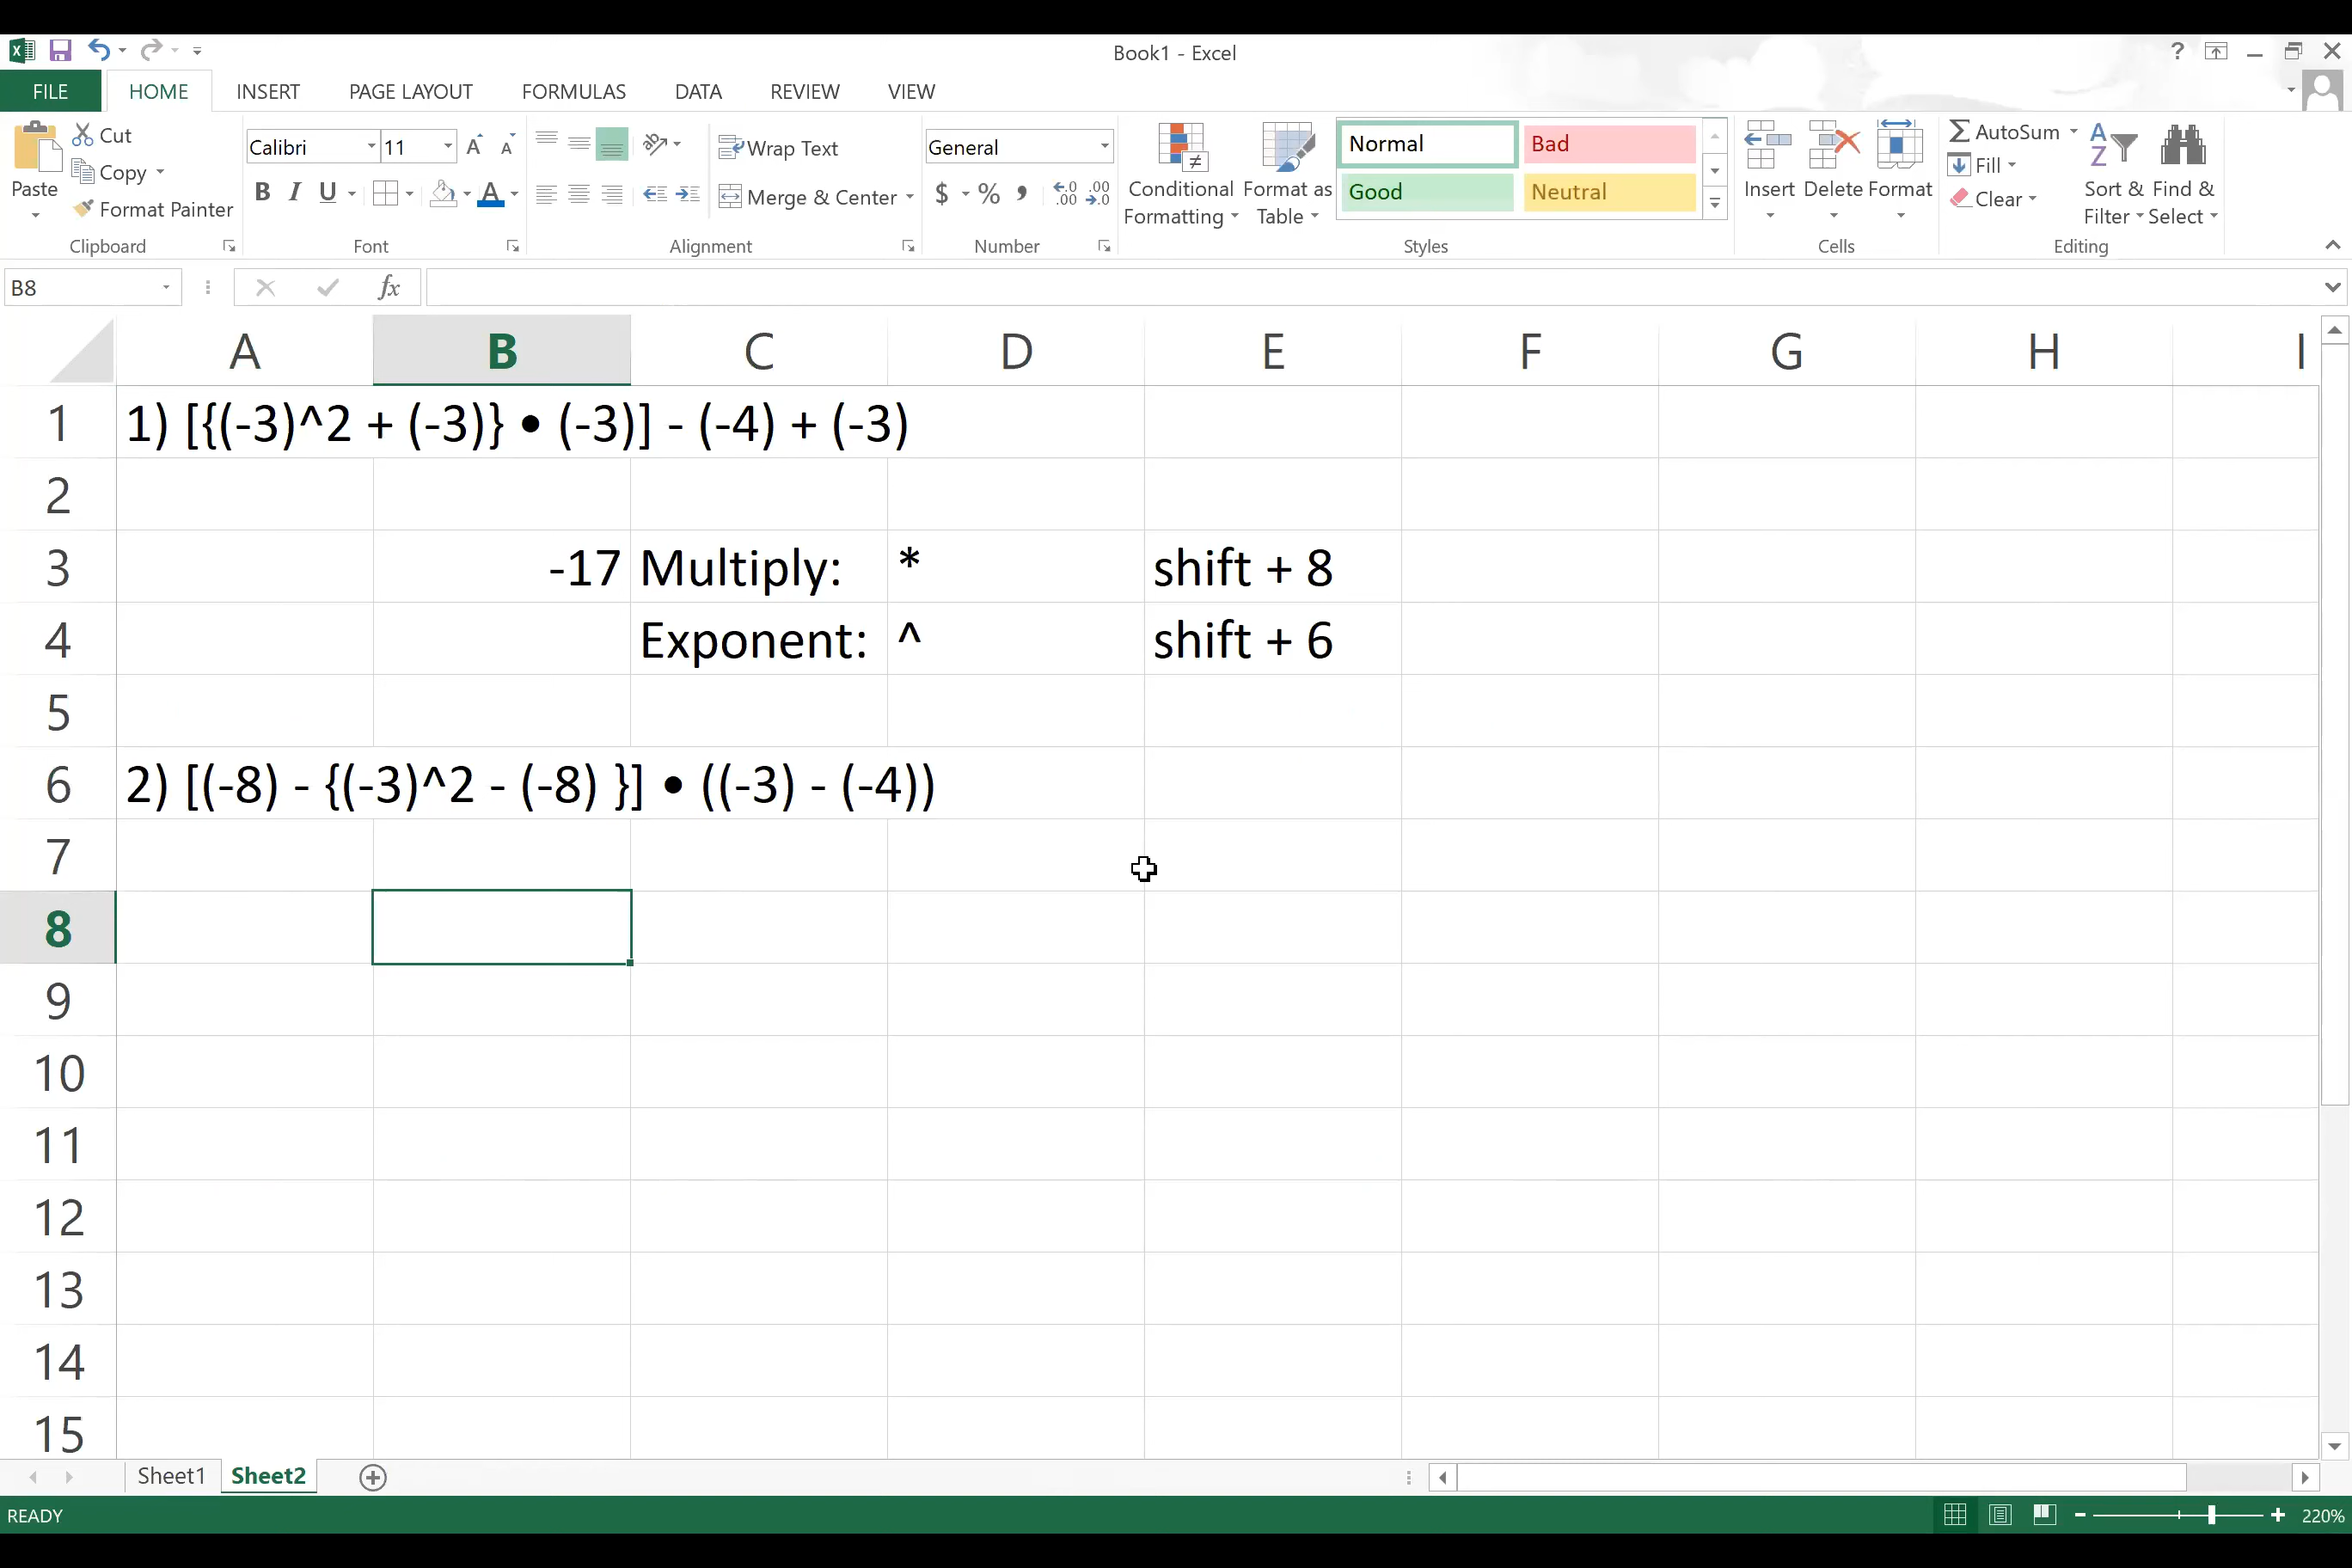 Book1 - Excel
?
FILE HOME INSERT PAGE LAYOUT FORMULAS DATA REVIEW VIEW
Paste
Cut
Copy
Format Painter
Clipboard
Calibri 11 A A
B I U A
Font
Wrap Text
Merge & Center
Alignment
General
$ % , .0 .00 .00 .0
Number
Conditional Formatting
Format as Table
Normal Bad
Good Neutral
Styles
Insert Delete Format
Cells
AutoSum
Fill
Clear
Sort & Filter
Find & Select
Editing
B8 fx
A B C D E F G H I
1 1) [{(-3)^2 + (-3)} • (-3)] - (-4) + (-3)
2
3 -17 Multiply: * shift + 8
4 Exponent: ^ shift + 6
5
6 2) [(-8) - {(-3)^2 - (-8) }] • ((-3) - (-4))
7
8
9
10
11
12
13
14
15
Sheet1 Sheet2
READY 220%